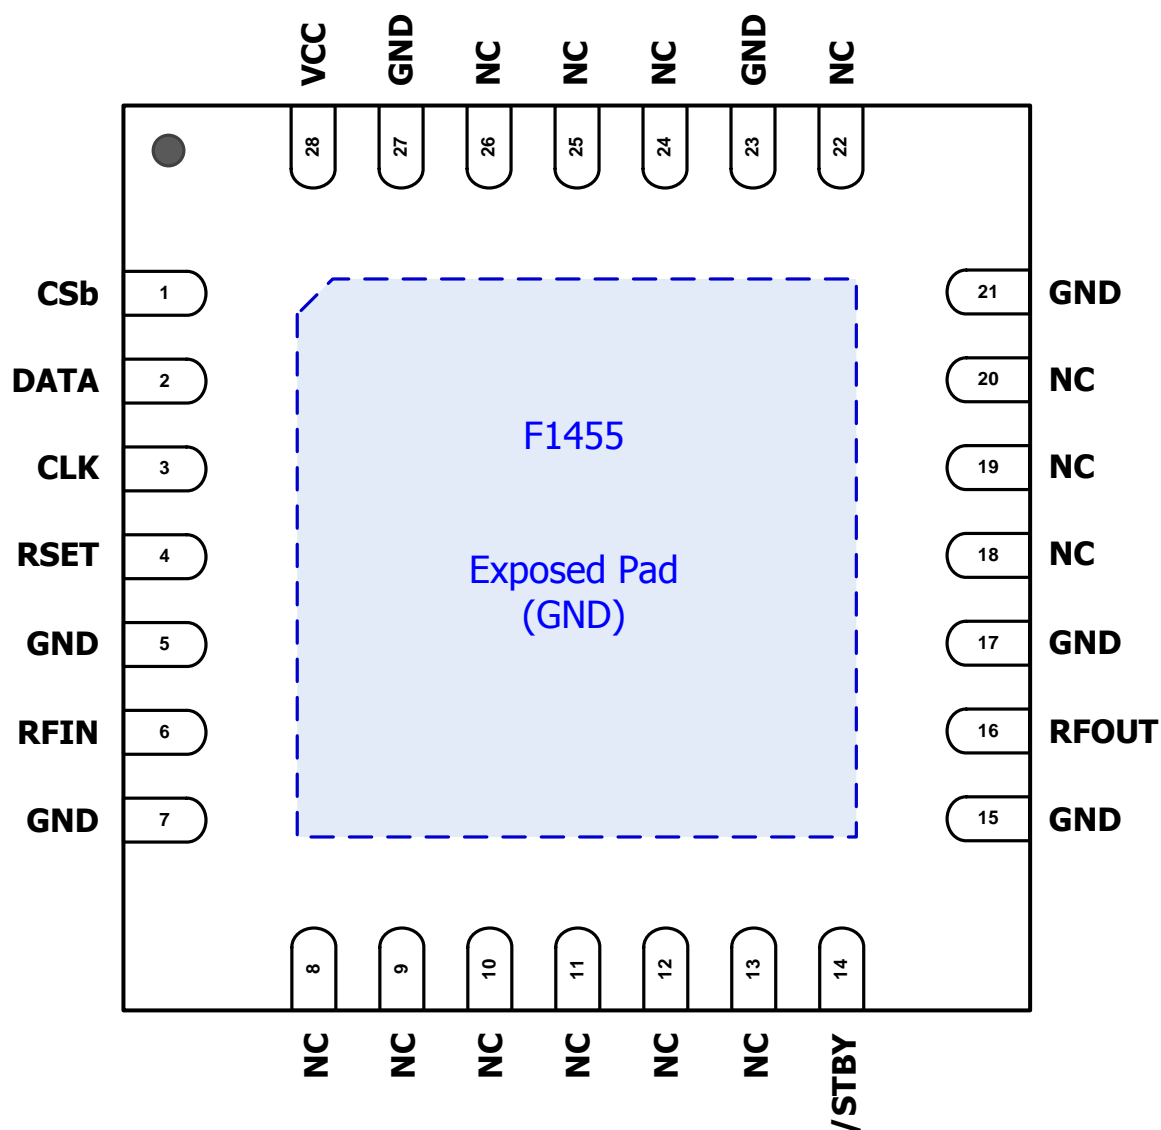 VCC GND NC NC NC GND NC
28 27 26 25 24 23 22
CSb 1 21 GND
DATA 2 20 NC
CLK 3 19 NC
F1455
RSET 4 18 NC
Exposed Pad
(GND)
GND 5 17 GND
RFIN 6 16 RFOUT
GND 7 15 GND
8 9 10 11 12 13 14
NC NC NC NC NC NC /STBY